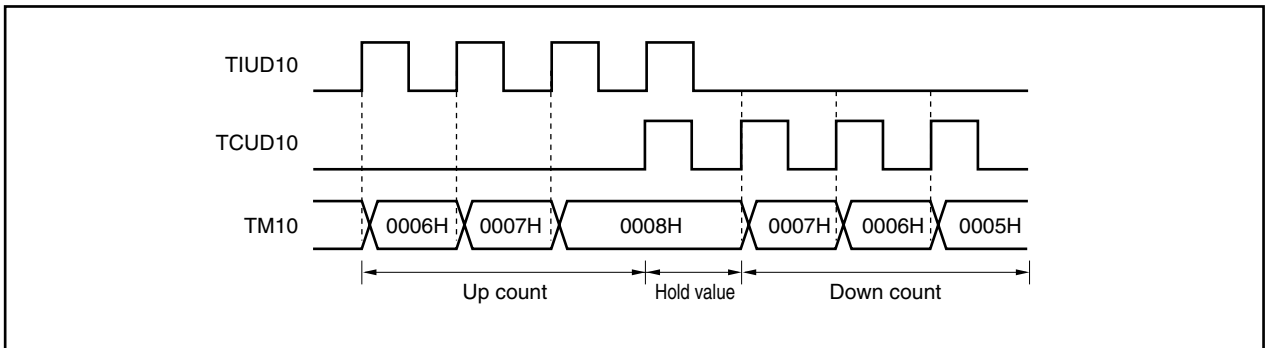 TIUD10
TCUD10
TM10 0006H 0007H 0008H 0007H 0006H 0005H
Up count Hold value Down count